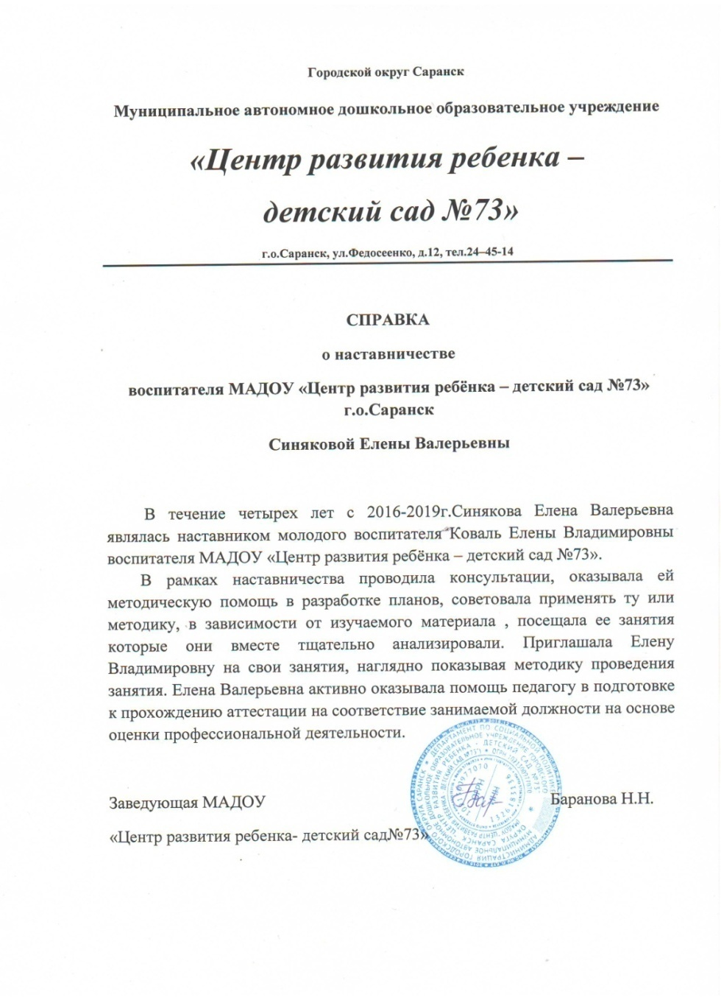 Городской округ Саранск
Муниципальное автономное дошкольное образовательное учреждение
«Центр развития ребенка –
детский сад №73»
г.о.Саранск, ул.Федосеенко, д.12, тел.24–45-14
СПРАВКА
о наставничестве
воспитателя МАДОУ «Центр развития ребёнка – детский сад №73»
г.о.Саранск
Синяковой Елены Валерьевны
В течение четырех лет с 2016-2019г.Синякова Елена Валерьевна
являлась наставником молодого воспитателя Коваль Елены Владимировны
воспитателя МАДОУ «Центр развития ребёнка – детский сад №73».
В рамках наставничества проводила консультации, оказывала ей
методическую помощь в разработке планов, советовала применять ту или
методику, в зависимости от изучаемого материала , посещала ее занятия
которые они вместе тщательно анализировали. Приглашала Елену
Владимировну на свои занятия, наглядно показывая методику проведения
занятия. Елена Валерьевна активно оказывала помощь педагогу в подготовке
к прохождению аттестации на соответствие занимаемой должности на основе
оценки профессиональной деятельности.
Заведующая МАДОУ Баранова Н.Н.
«Центр развития ребенка- детский сад№73»